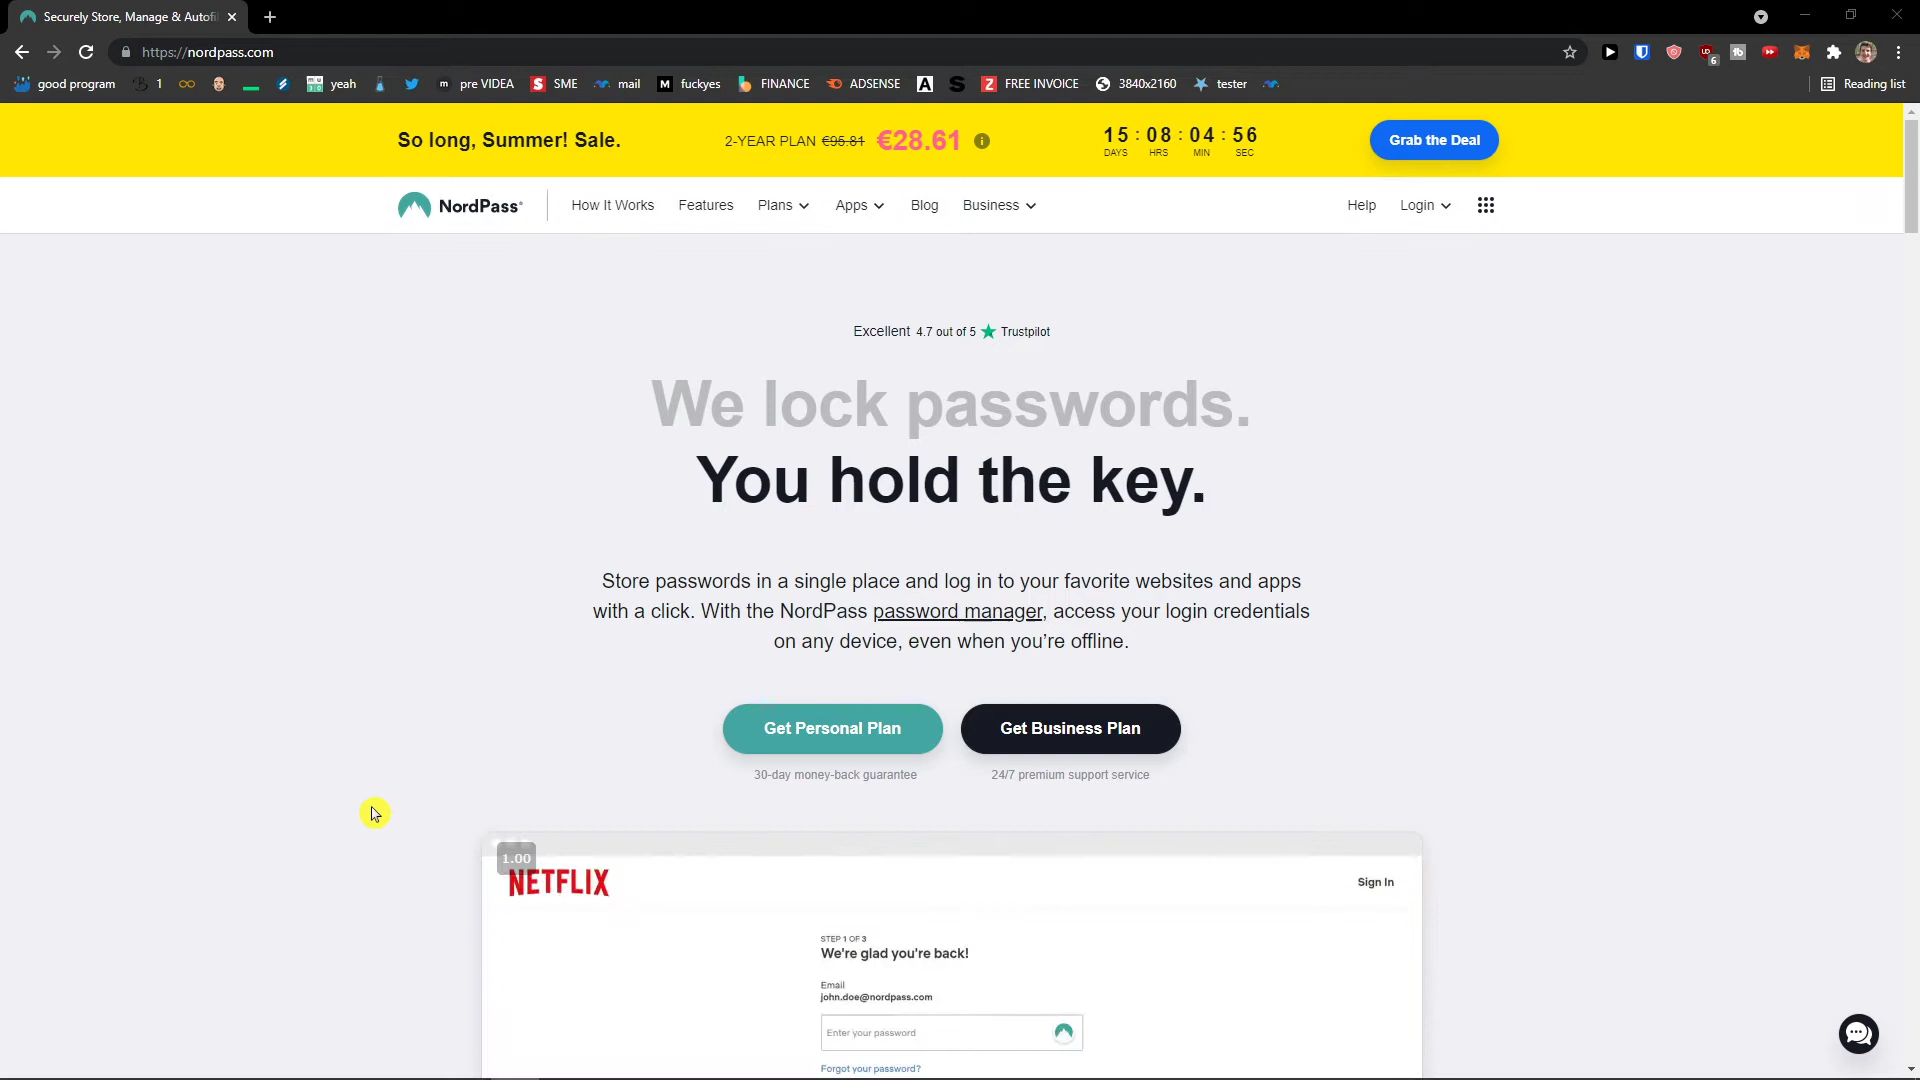 Securely Store, Manage & Autofil
https://nordpass.com
6
good program
1
yeah
pre VIDEA
SME
mail
fuckyes
FINANCE
ADSENSE
FREE INVOICE
3840x2160
tester
Reading list
So long, Summer! Sale.
2-YEAR PLAN €95.81 €28.61
15 : 08 : 04 : 56
DAYS HRS MIN SEC
Grab the Deal
NordPass®
How It Works
Features
Plans
Apps
Blog
Business
Help
Login
Excellent 4.7 out of 5 Trustpilot
We lock passwords.
You hold the key.
Store passwords in a single place and log in to your favorite websites and apps
with a click. With the NordPass password manager, access your login credentials
on any device, even when you’re offline.
Get Personal Plan
Get Business Plan
30-day money-back guarantee
24/7 premium support service
1.00
NETFLIX
Sign In
STEP 1 OF 3
We're glad you're back!
Email
john.doe@nordpass.com
Enter your password
Forgot your password?